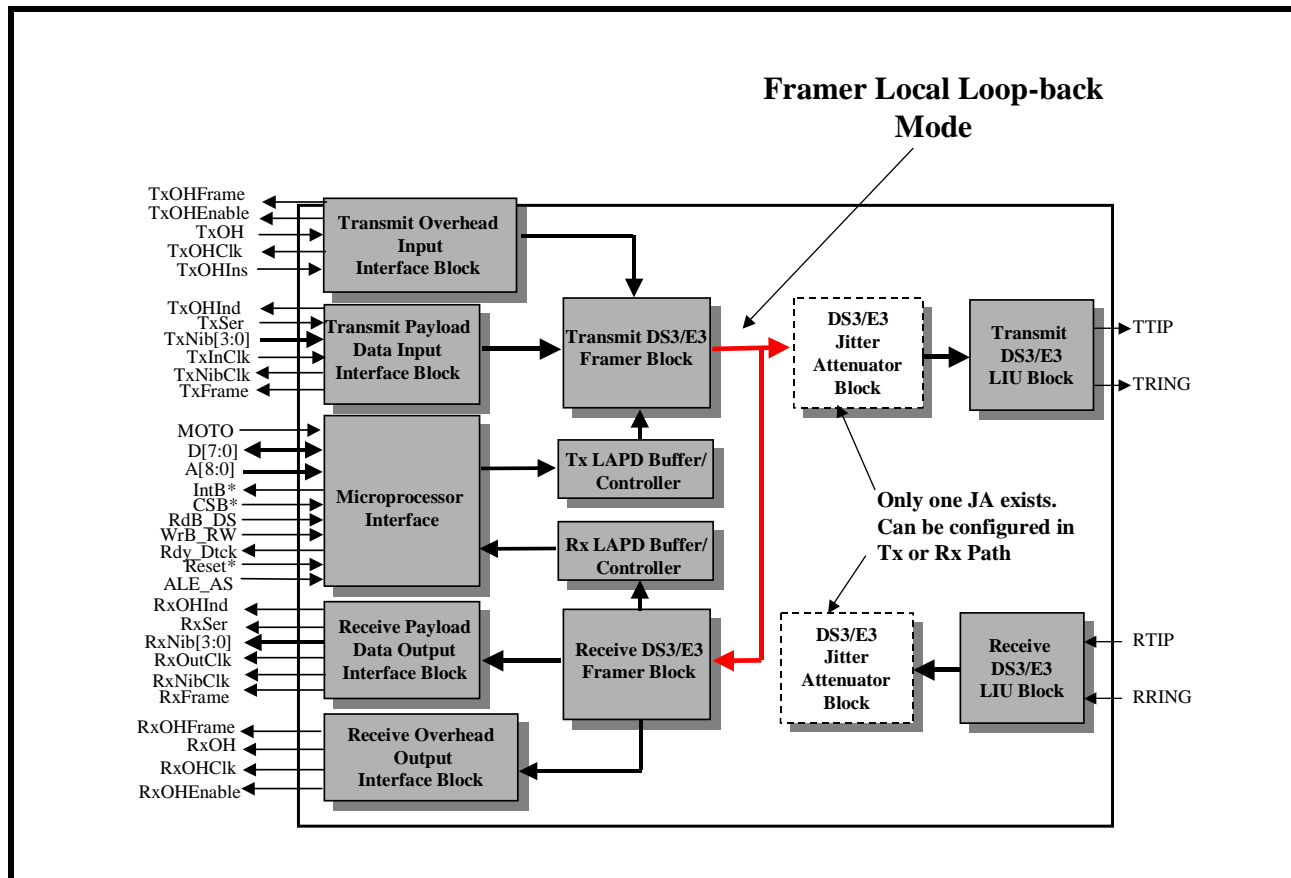 Framer Local Loop-back
Mode
TxOHFrame
TxOHEnable
TxOH
TxOHClk
TxOHIns
Transmit Overhead
Input
Interface Block
TxOHInd
TxSer
TxNib[3:0]
TxInClk
TxNibClk
TxFrame
Transmit Payload
Data Input
Interface Block
Transmit DS3/E3
Framer Block
DS3/E3
Jitter
Attenuator
Block
Transmit
DS3/E3
LIU Block
TTIP
TRING
MOTO
D[7:0]
A[8:0]
IntB*
CSB*
RdB_DS
WrB_RW
Rdy_Dtck
Reset*
ALE_AS
Microprocessor
Interface
Tx LAPD Buffer/
Controller
Rx LAPD Buffer/
Controller
Only one JA exists.
Can be configured in
Tx or Rx Path
RxOHInd
RxSer
RxNib[3:0]
RxOutClk
RxNibClk
RxFrame
Receive Payload
Data Output
Interface Block
Receive DS3/E3
Framer Block
DS3/E3
Jitter
Attenuator
Block
Receive
DS3/E3
LIU Block
RTIP
RRING
RxOHFrame
RxOH
RxOHClk
RxOHEnable
Receive Overhead
Output
Interface Block